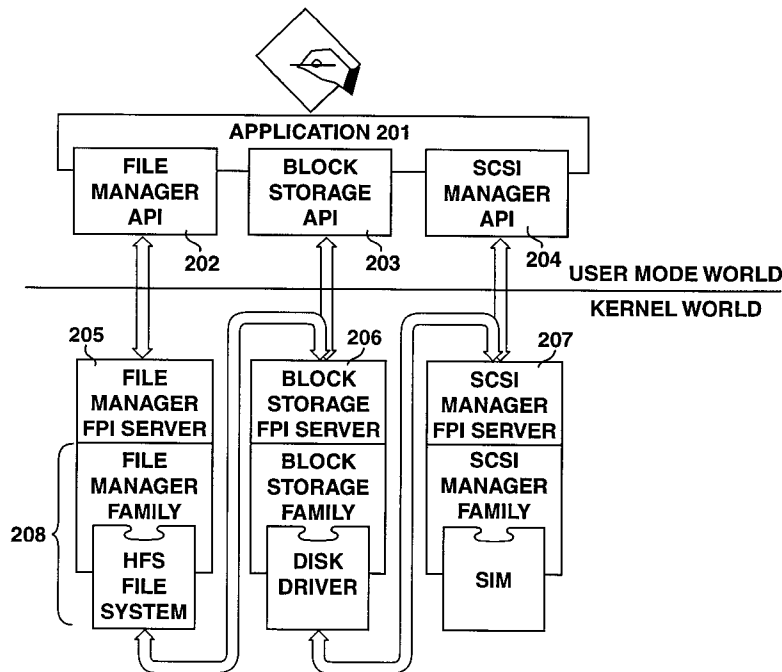 APPLICATION 201
FILE
MANAGER
API
BLOCK
STORAGE
API
SCSI
MANAGER
API
202
203
204
USER MODE WORLD
KERNEL WORLD
205
206
207
FILE
MANAGER
FPI SERVER
BLOCK
STORAGE
FPI SERVER
SCSI
MANAGER
FPI SERVER
FILE
MANAGER
FAMILY
BLOCK
STORAGE
FAMILY
SCSI
MANAGER
FAMILY
208
HFS
FILE
SYSTEM
DISK
DRIVER
SIM